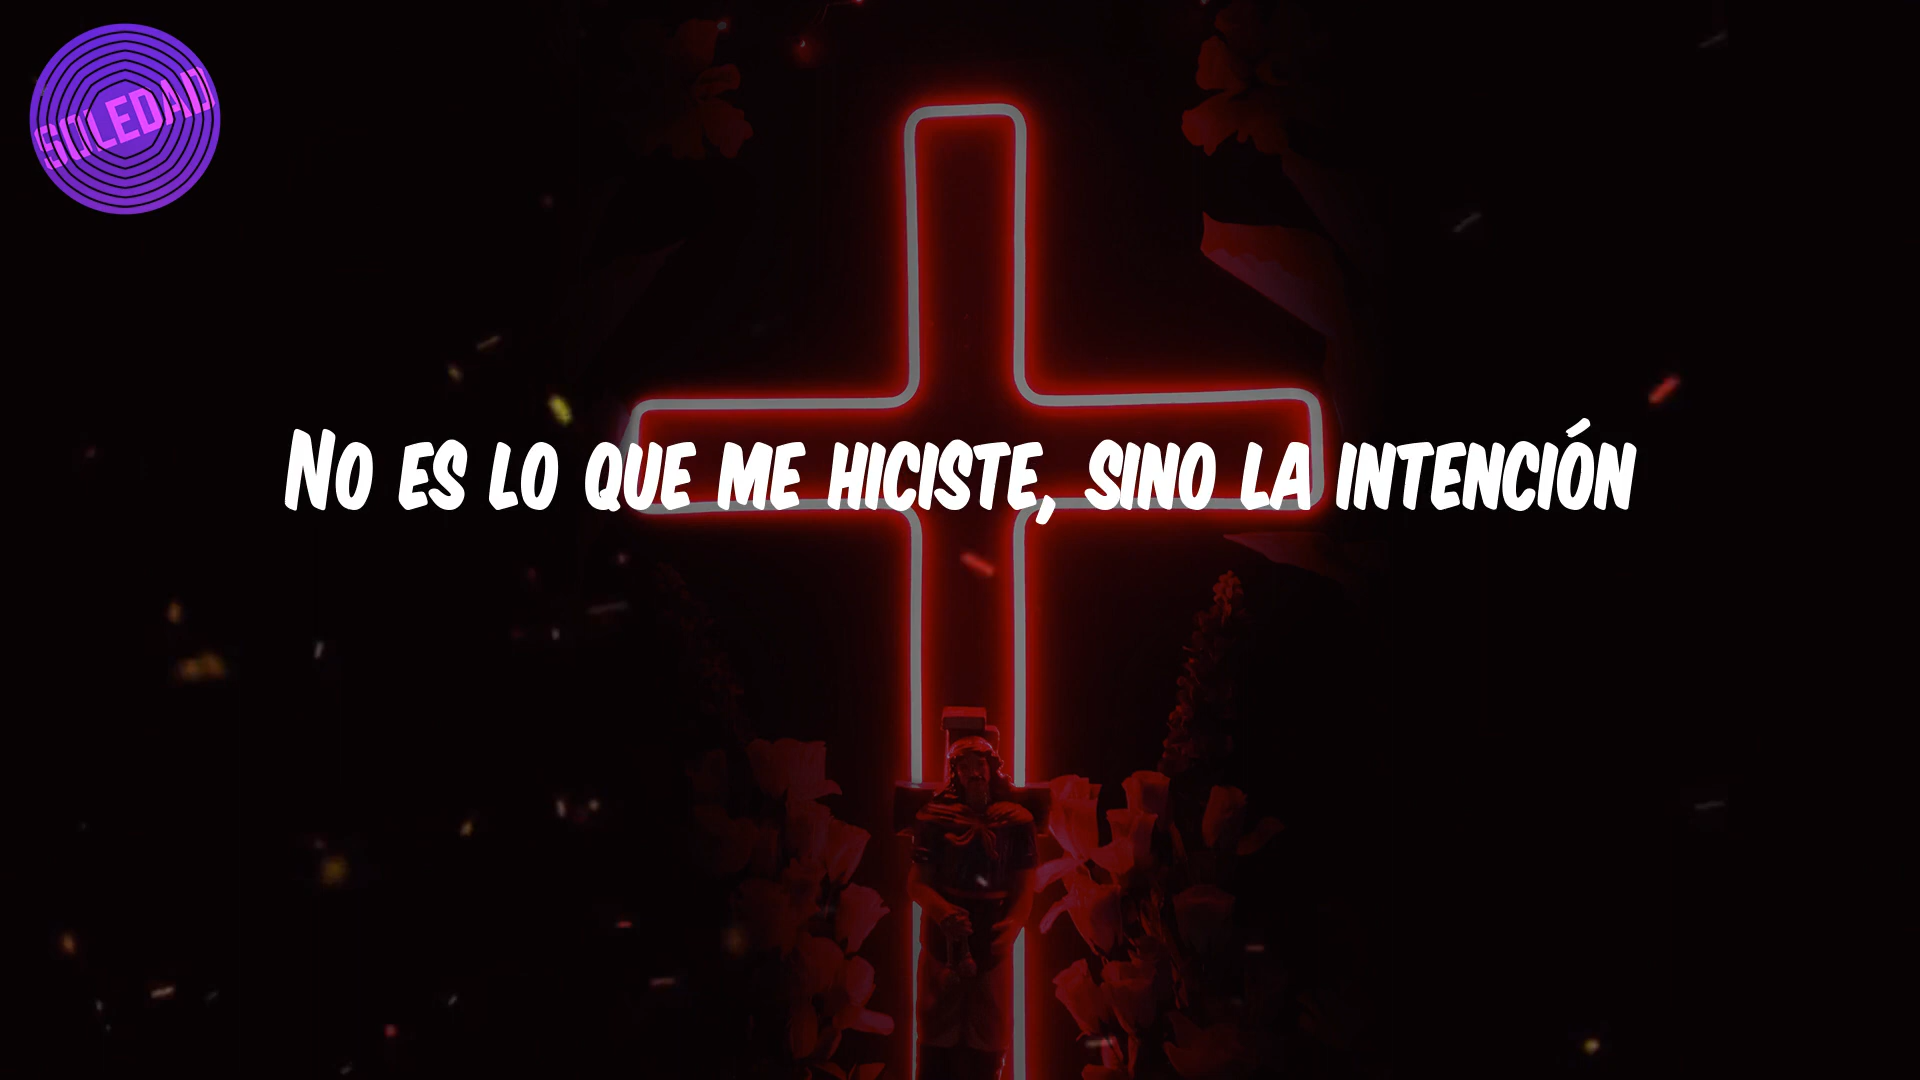 SOLEDAD
No es lo que me hiciste, sino la intención